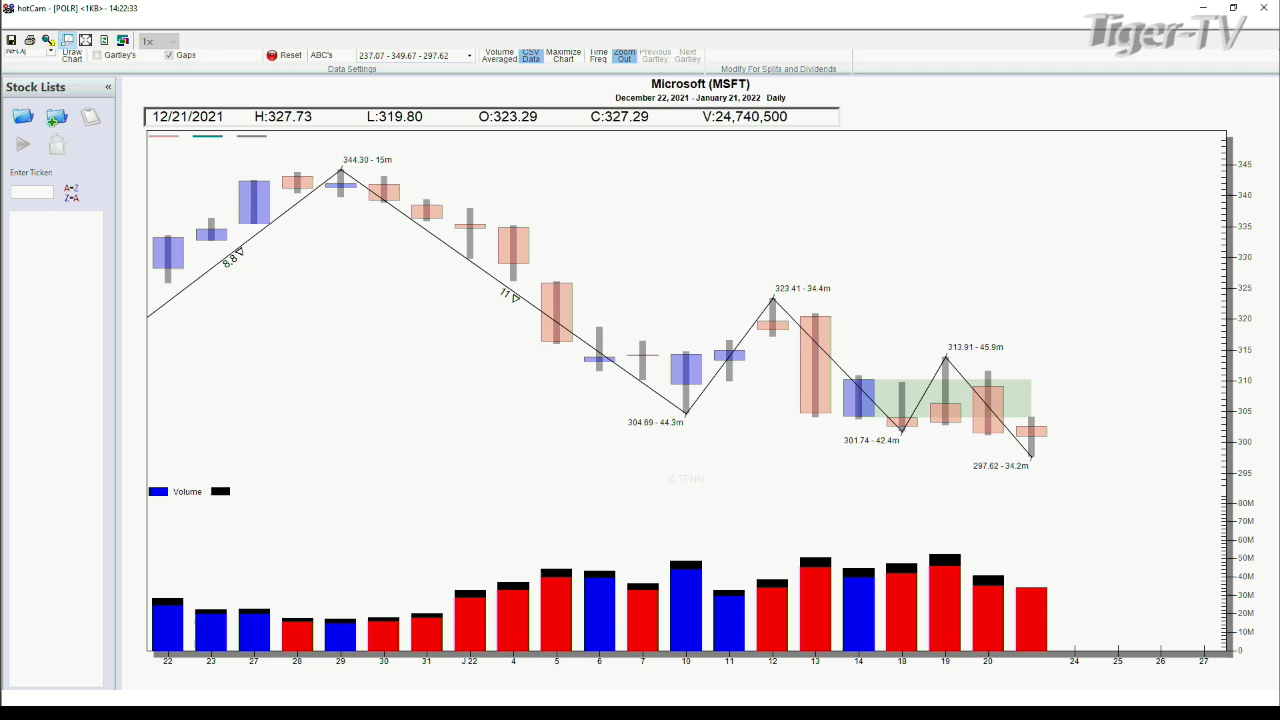 hotCam - [POLR] <1KB> - 14:22:33
Tiger-TV
1x
NFLX
Draw Chart
Gartley's
Gaps
Reset
ABC's
237.07 - 349.67 - 297.62
Volume Averaged
CSV Data
Maximize Chart
Time Freq
Zoom Out
Previous Gartley
Next Gartley
Data Settings
Modify For Splits and Dividends
Stock Lists «
Enter Ticker:
A=Z
Z=A
Microsoft (MSFT)
December 22, 2021 - January 21, 2022 Daily
12/21/2021 H:327.73 L:319.80 O:323.29 C:327.29 V:24,740,500
344.30 - 15m
8.8
11
304.69 - 44.3m
323.41 - 34.4m
301.74 - 42.4m
313.91 - 45.9m
297.62 - 34.2m
© TFNN
345
340
335
330
325
320
315
310
305
300
295
Volume
80M
70M
60M
50M
40M
30M
20M
10M
0
22 23 27 28 29 30 31 J 22 4 5 6 7 10 11 12 13 14 18 19 20 24 25 26 27